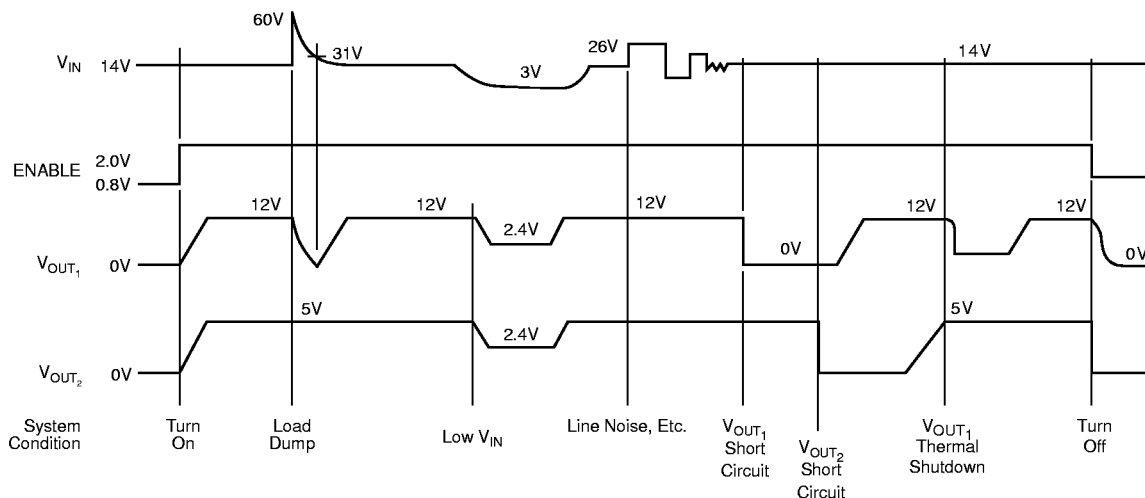 60V
31V
V_IN 14V
3V
26V
14V
ENABLE
2.0V
0.8V
12V
12V
2.4V
12V
0V
12V
12V
V_OUT1
0V
0V
5V
2.4V
5V
V_OUT2
0V
System
Condition
Turn
On
Load
Dump
Low V_IN
Line Noise, Etc.
V_OUT1
Short
Circuit
V_OUT2
Short
Circuit
V_OUT1
Thermal
Shutdown
Turn
Off